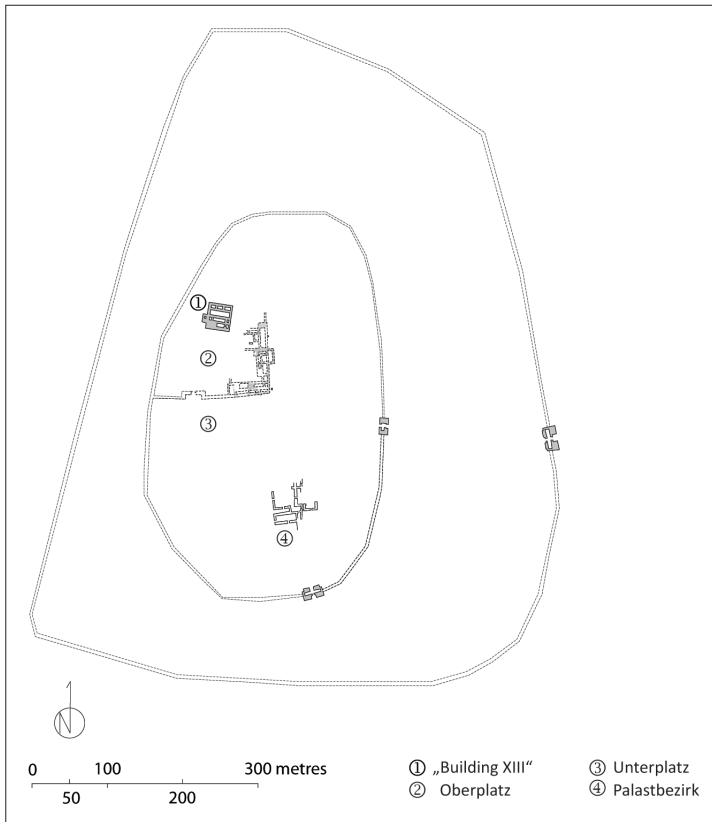 ①
②
③
④
N
0 100 300 metres
50 200
① „Building XIII“ ③ Unterplatz
② Oberplatz ④ Palastbezirk